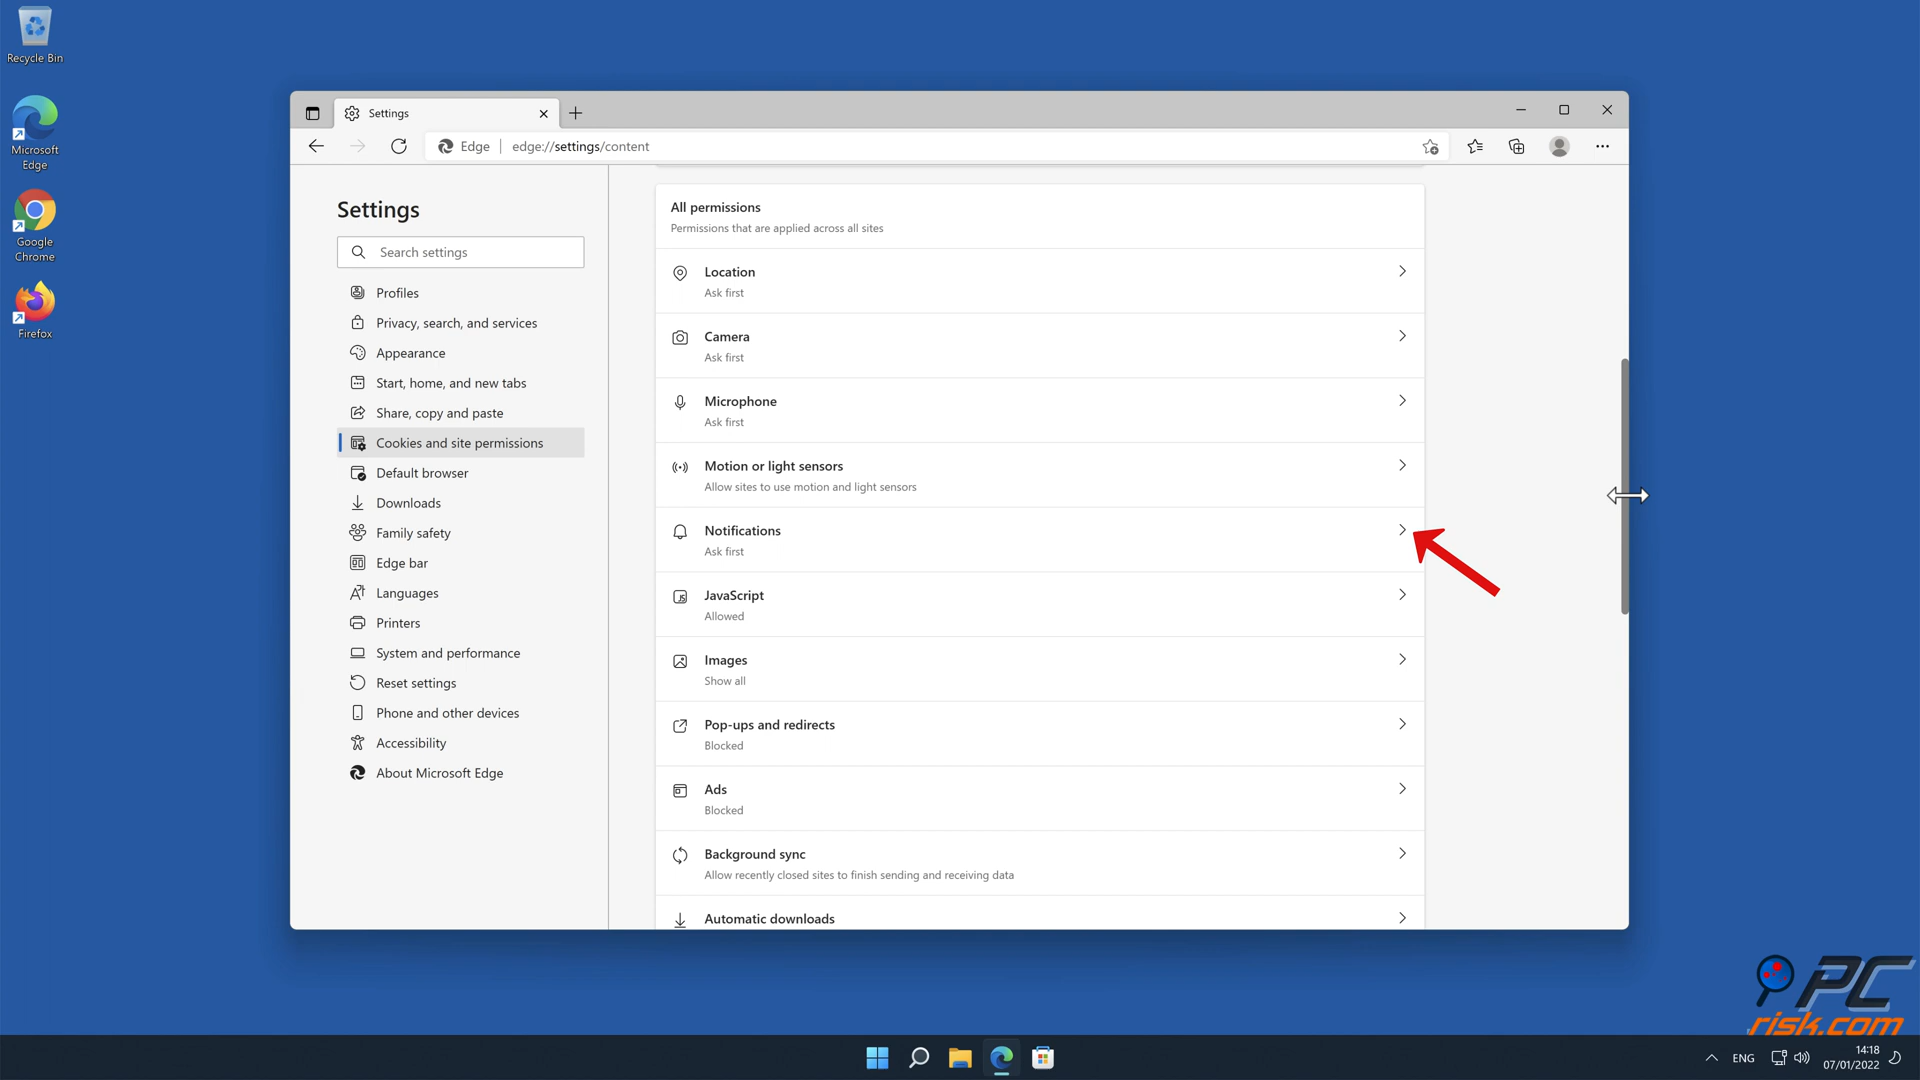 Recycle Bin
Microsoft
Edge
Google
Chrome
Firefox
Settings
Edge
edge://settings/content
Settings
Search settings
Profiles
Privacy, search, and services
Appearance
Start, home, and new tabs
Share, copy and paste
Cookies and site permissions
Default browser
Downloads
Family safety
Edge bar
Languages
Printers
System and performance
Reset settings
Phone and other devices
Accessibility
About Microsoft Edge
All permissions
Permissions that are applied across all sites
Location
Ask first
Camera
Ask first
Microphone
Ask first
Motion or light sensors
Allow sites to use motion and light sensors
Notifications
Ask first
JavaScript
Allowed
Images
Show all
Pop-ups and redirects
Blocked
Ads
Blocked
Background sync
Allow recently closed sites to finish sending and receiving data
Automatic downloads
PC
risk.com
ENG
14:18
07/01/2022